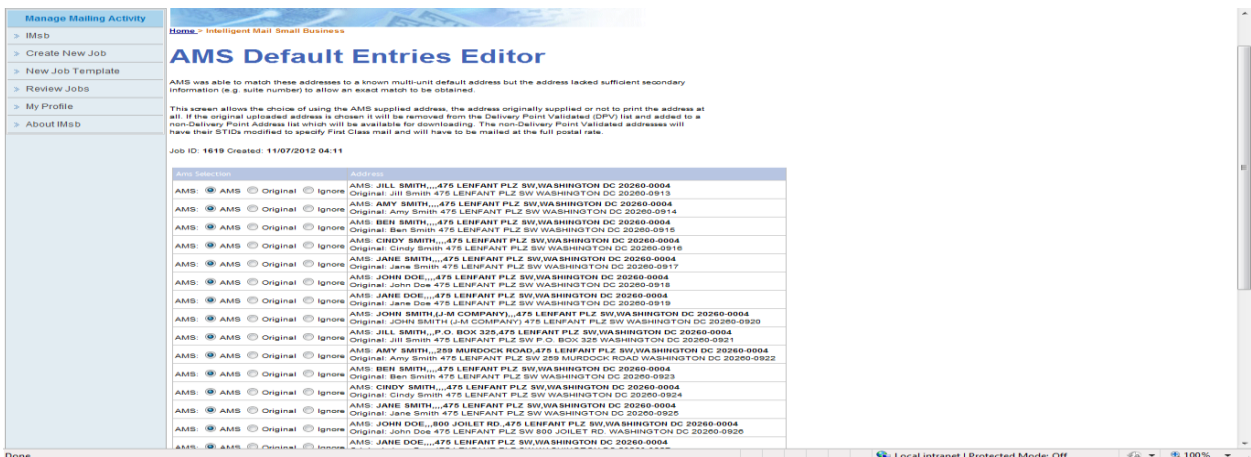 Manage Mailing Activity
» IMsb
» Create New Job
» New Job Template
» Review Jobs
» My Profile
» About IMsb
Home > Intelligent Mail Small Business
AMS Default Entries Editor
AMS was able to match these addresses to a known multi-unit default address but the address lacked sufficient secondary
information (e.g. suite number) to allow an exact match to be obtained.
This screen allows the choice of using the AMS supplied address, the address originally supplied or not to print the address at
all. If the original uploaded address is chosen it will be removed from the Delivery Point Validated (DPV) list and added to a
non-Delivery Point Address list which will be available for downloading. The non-Delivery Point Validated addresses will
have their STIDs modified to specify First Class mail and will have to be mailed at the full postal rate.
Job ID: 1619 Created: 11/07/2012 04:11
Ams Selection Address
AMS: AMS Original Ignore AMS: JILL SMITH,,,,475 LENFANT PLZ SW,WASHINGTON DC 20260-0004
Original: Jill Smith 475 LENFANT PLZ SW WASHINGTON DC 20260-0913
AMS: AMS Original Ignore AMS: AMY SMITH,,,,475 LENFANT PLZ SW,WASHINGTON DC 20260-0004
Original: Amy Smith 475 LENFANT PLZ SW WASHINGTON DC 20260-0914
AMS: AMS Original Ignore AMS: BEN SMITH,,,,475 LENFANT PLZ SW,WASHINGTON DC 20260-0004
Original: Ben Smith 475 LENFANT PLZ SW WASHINGTON DC 20260-0915
AMS: AMS Original Ignore AMS: CINDY SMITH,,,,475 LENFANT PLZ SW,WASHINGTON DC 20260-0004
Original: Cindy Smith 475 LENFANT PLZ SW WASHINGTON DC 20260-0916
AMS: AMS Original Ignore AMS: JANE SMITH,,,,475 LENFANT PLZ SW,WASHINGTON DC 20260-0004
Original: Jane Smith 475 LENFANT PLZ SW WASHINGTON DC 20260-0917
AMS: AMS Original Ignore AMS: JOHN DOE,,,,475 LENFANT PLZ SW,WASHINGTON DC 20260-0004
Original: John Doe 475 LENFANT PLZ SW WASHINGTON DC 20260-0918
AMS: AMS Original Ignore AMS: JANE DOE,,,,475 LENFANT PLZ SW,WASHINGTON DC 20260-0004
Original: Jane Doe 475 LENFANT PLZ SW WASHINGTON DC 20260-0919
AMS: AMS Original Ignore AMS: JOHN SMITH,(J-M COMPANY),,,475 LENFANT PLZ SW,WASHINGTON DC 20260-0004
Original: JOHN SMITH (J-M COMPANY) 475 LENFANT PLZ SW WASHINGTON DC 20260-0920
AMS: AMS Original Ignore AMS: JILL SMITH,,,P.O. BOX 325,475 LENFANT PLZ SW,WASHINGTON DC 20260-0004
Original: Jill Smith 475 LENFANT PLZ SW P.O. BOX 325 WASHINGTON DC 20260-0921
AMS: AMS Original Ignore AMS: AMY SMITH,,,259 MURDOCK ROAD,475 LENFANT PLZ SW,WASHINGTON DC 20260-0004
Original: Amy Smith 475 LENFANT PLZ SW 259 MURDOCK ROAD WASHINGTON DC 20260-0922
AMS: AMS Original Ignore AMS: BEN SMITH,,,,475 LENFANT PLZ SW,WASHINGTON DC 20260-0004
Original: Ben Smith 475 LENFANT PLZ SW WASHINGTON DC 20260-0923
AMS: AMS Original Ignore AMS: CINDY SMITH,,,,475 LENFANT PLZ SW,WASHINGTON DC 20260-0004
Original: Cindy Smith 475 LENFANT PLZ SW WASHINGTON DC 20260-0924
AMS: AMS Original Ignore AMS: JANE SMITH,,,,475 LENFANT PLZ SW,WASHINGTON DC 20260-0004
Original: Jane Smith 475 LENFANT PLZ SW WASHINGTON DC 20260-0925
AMS: AMS Original Ignore AMS: JOHN DOE,,,800 JOILET RD.,475 LENFANT PLZ SW,WASHINGTON DC 20260-0004
Original: John Doe 475 LENFANT PLZ SW 800 JOILET RD. WASHINGTON DC 20260-0926
AMS: AMS Original Ignore AMS: JANE DOE,,,,475 LENFANT PLZ SW,WASHINGTON DC 20260-0004
Done Local intranet | Protected Mode: Off 100%